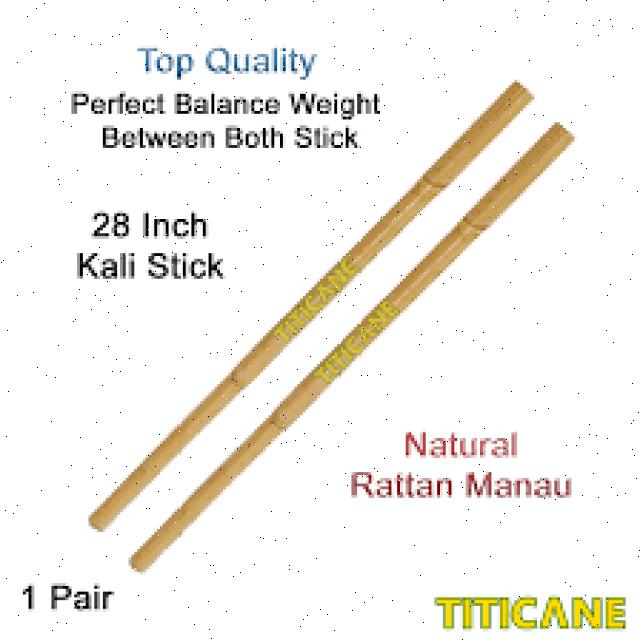 Top Quality
Perfect Balance Weight
Between Both Stick
28 Inch
Kali Stick
TITICANE
TITICANE
Natural
Rattan Manau
1 Pair
TITICANE